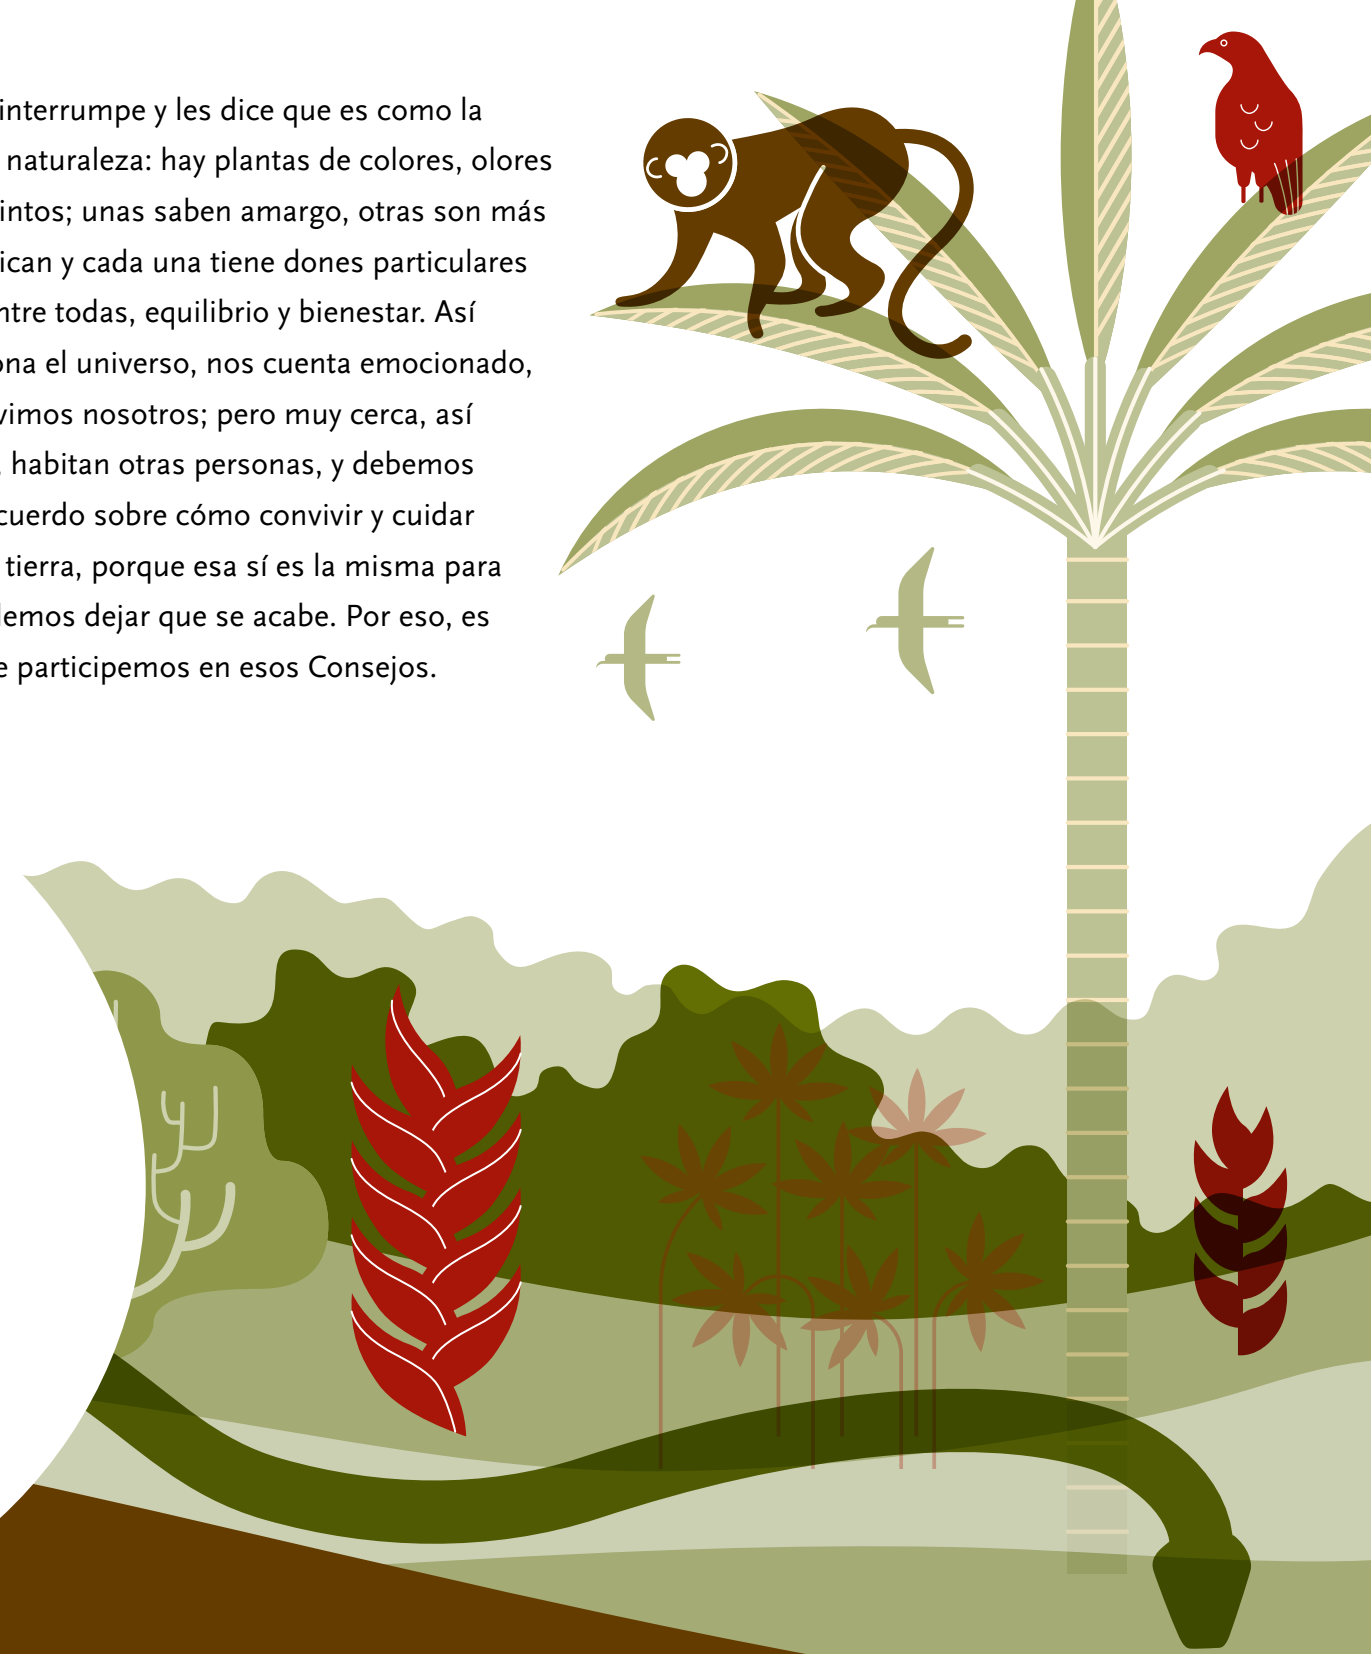 interrumpe y les dice que es como la
naturaleza: hay plantas de colores, olores
intos; unas saben amargo, otras son más
ican y cada una tiene dones particulares
ntre todas, equilibrio y bienestar. Así
ona el universo, nos cuenta emocionado,
vimos nosotros; pero muy cerca, así
, habitan otras personas, y debemos
cuerdo sobre cómo convivir y cuidar
tierra, porque esa sí es la misma para
demos dejar que se acabe. Por eso, es
e participemos en esos Consejos.